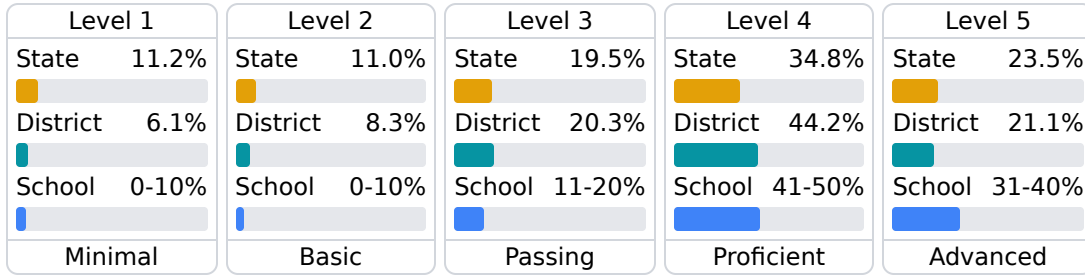 Level 1
State 11.2%
District 6.1%
School 0-10%
Minimal
Level 2
State 11.0%
District 8.3%
School 0-10%
Basic
Level 3
State 19.5%
District 20.3%
School 11-20%
Passing
Level 4
State 34.8%
District 44.2%
School 41-50%
Proficient
Level 5
State 23.5%
District 21.1%
School 31-40%
Advanced